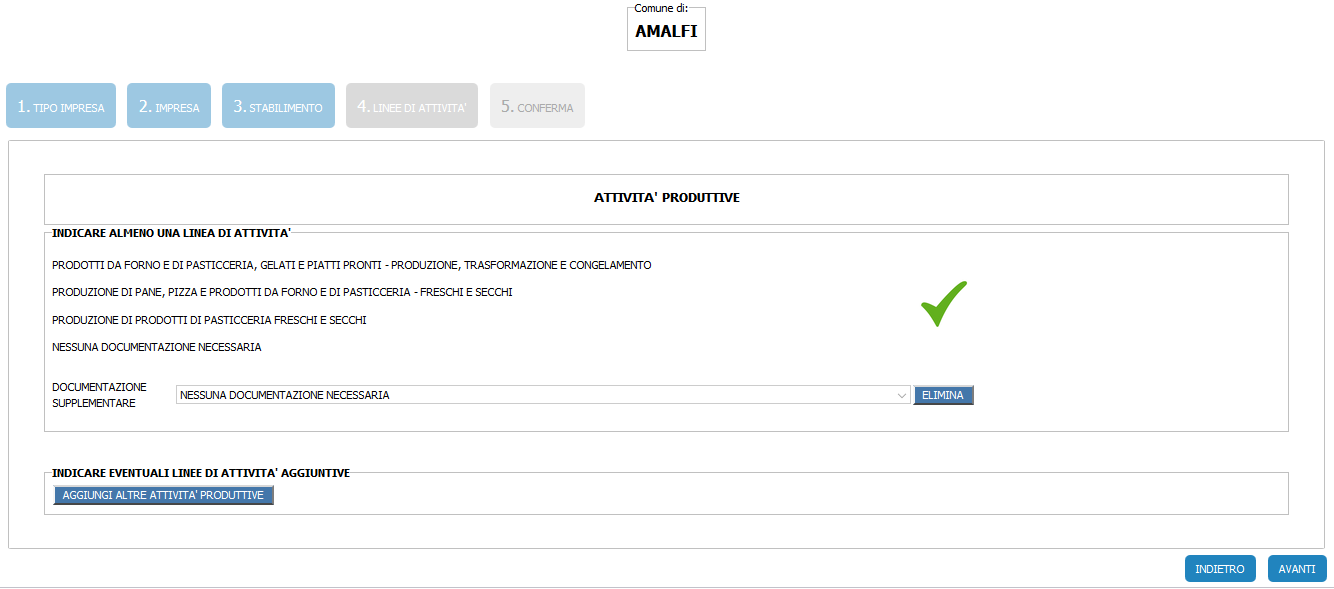 Comune di:
AMALFI
1. TIPO IMPRESA
2. IMPRESA
3. STABILIMENTO
4. LINEE DI ATTIVITA'
5. CONFERMA
ATTIVITA' PRODUTTIVE
INDICARE ALMENO UNA LINEA DI ATTIVITA'
PRODOTTI DA FORNO E DI PASTICCERIA, GELATI E PIATTI PRONTI - PRODUZIONE, TRASFORMAZIONE E CONGELAMENTO
PRODUZIONE DI PANE, PIZZA E PRODOTTI DA FORNO E DI PASTICCERIA - FRESCHI E SECCHI
PRODUZIONE DI PRODOTTI DI PASTICCERIA FRESCHI E SECCHI
NESSUNA DOCUMENTAZIONE NECESSARIA
DOCUMENTAZIONE
SUPPLEMENTARE
NESSUNA DOCUMENTAZIONE NECESSARIA
ELIMINA
INDICARE EVENTUALI LINEE DI ATTIVITA' AGGIUNTIVE
AGGIUNGI ALTRE ATTIVITA' PRODUTTIVE
INDIETRO
AVANTI